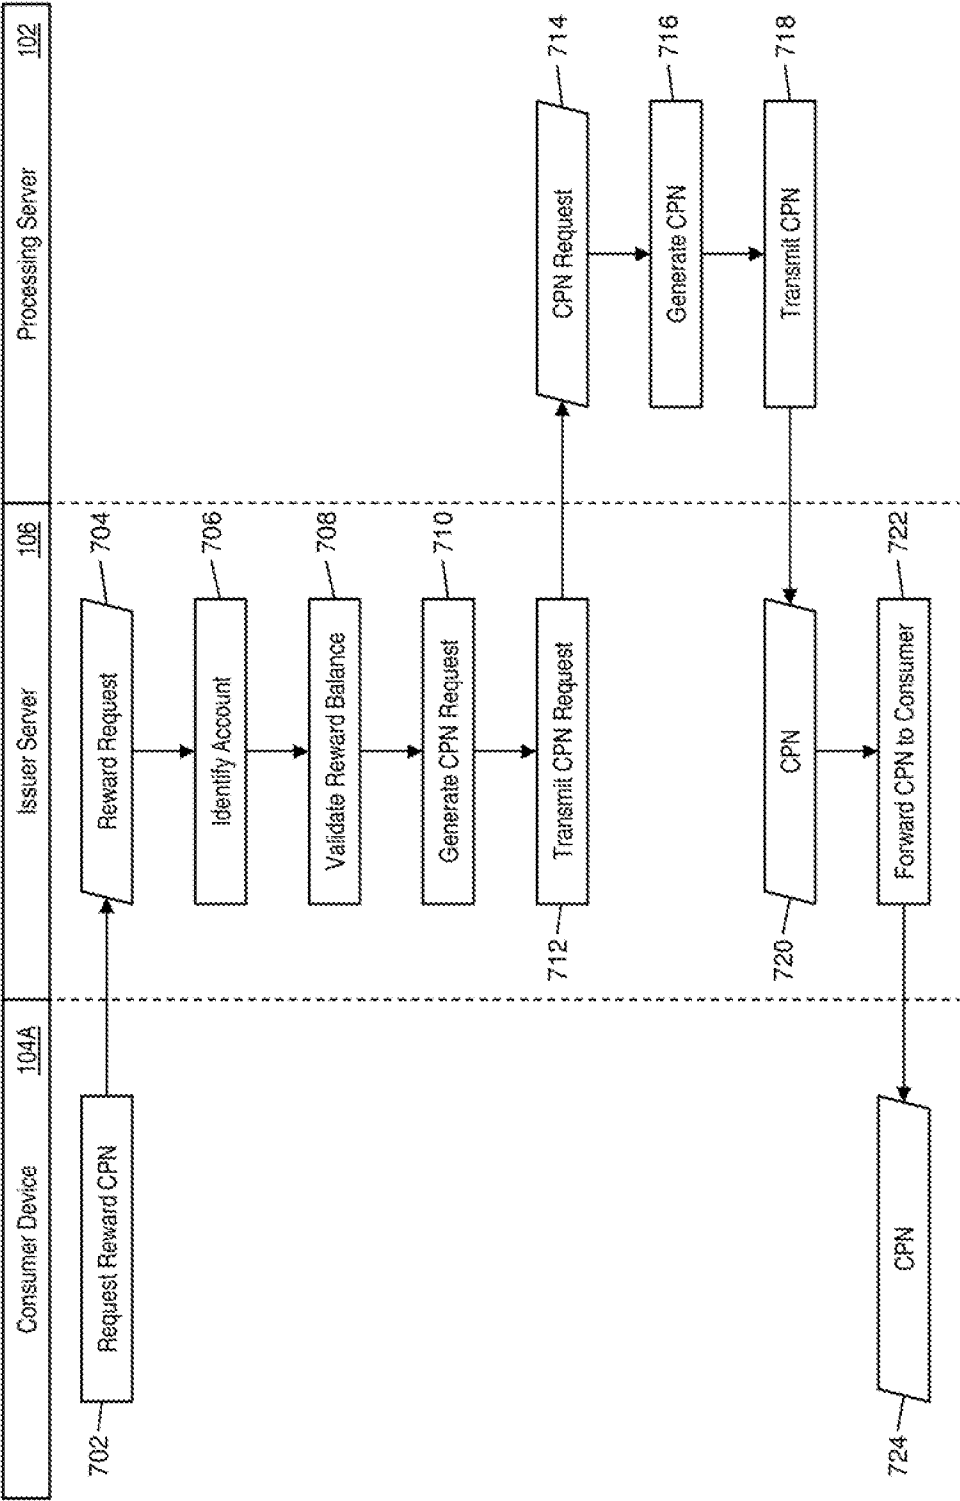 Consumer Device 104A
Issuer Server 106
Processing Server 102
702
Request Reward CPN
704
Reward Request
706
Identify Account
708
Validate Reward Balance
710
Generate CPN Request
712
Transmit CPN Request
714
CPN Request
716
Generate CPN
718
Transmit CPN
720
CPN
722
Forward CPN to Consumer
724
CPN